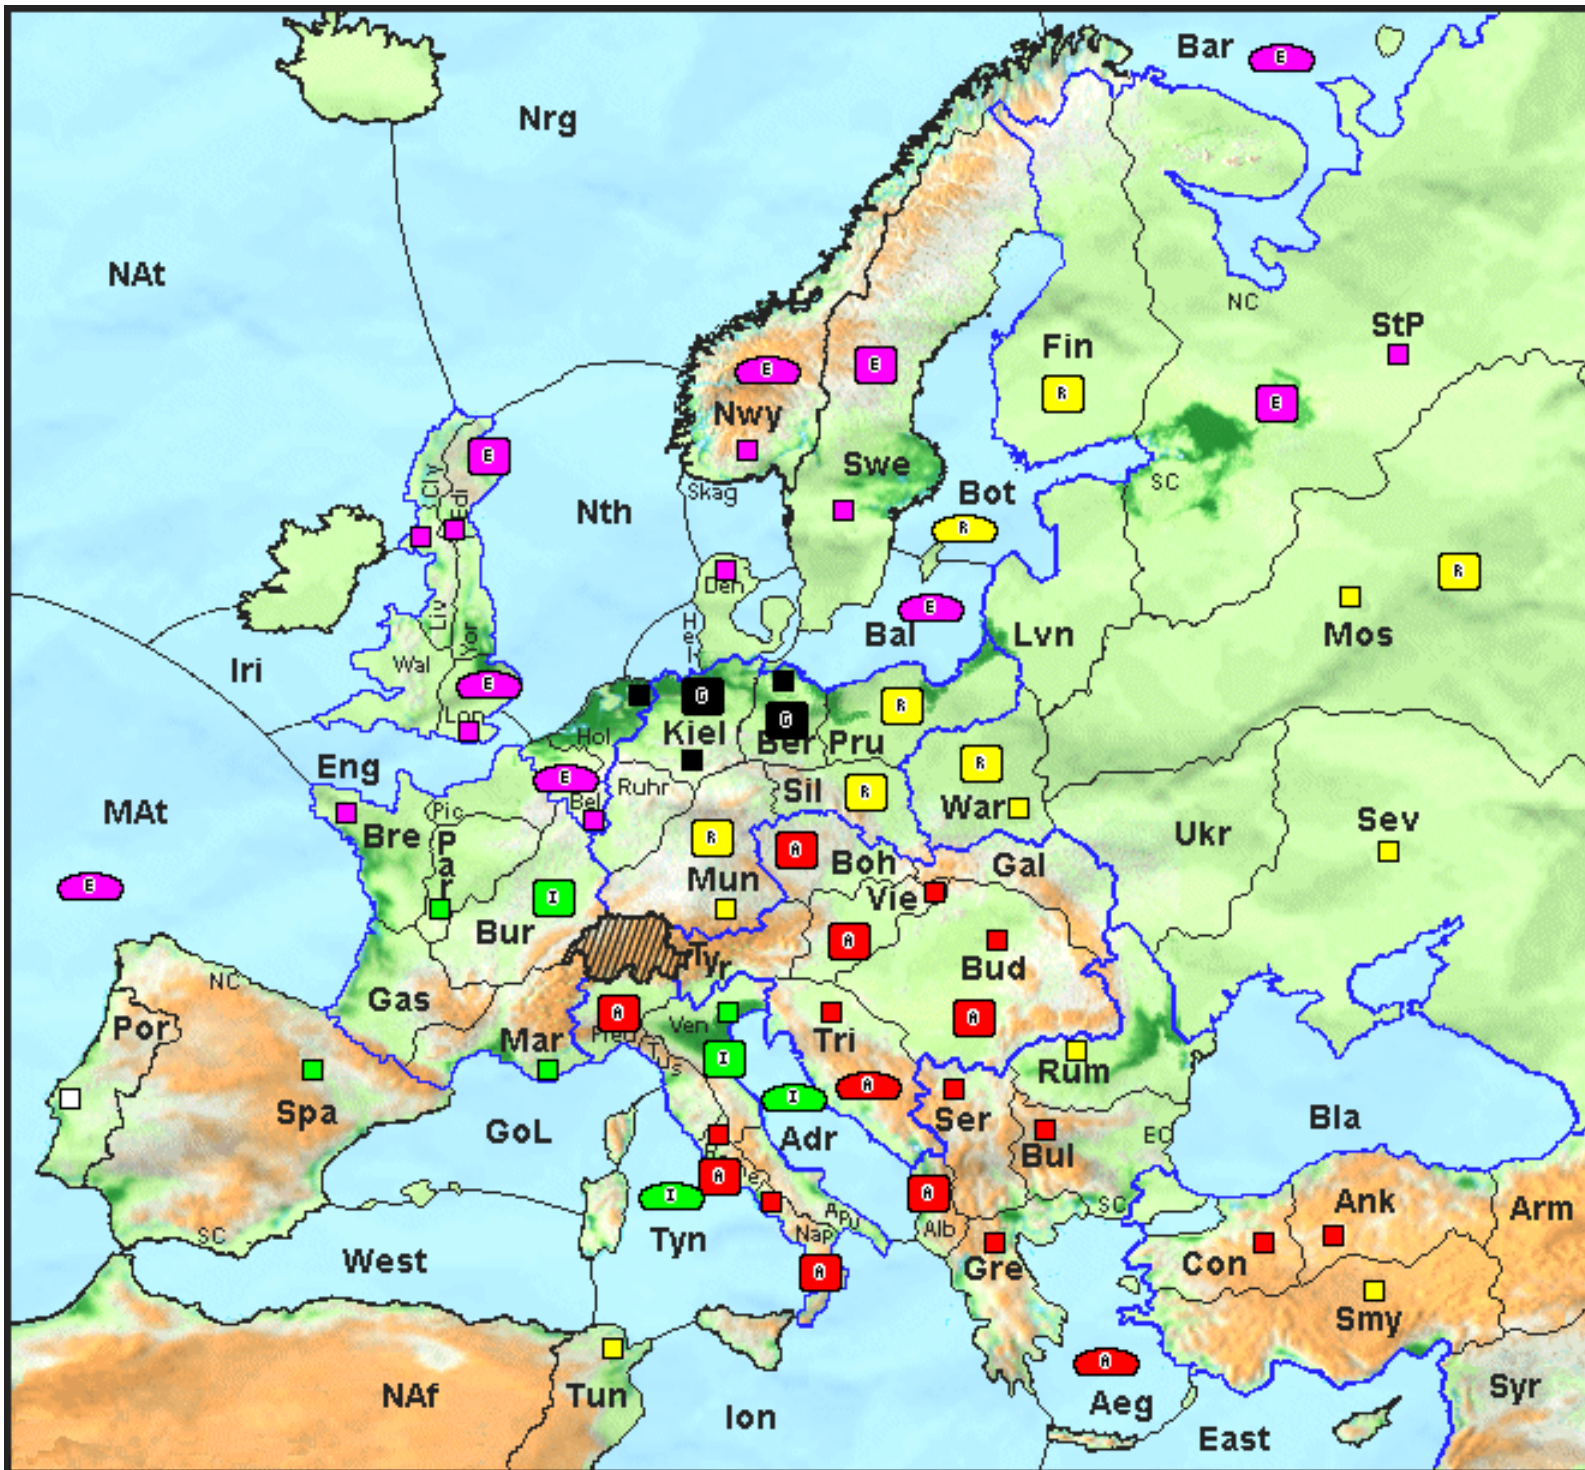 Bar
E
Nrg
NAt
NC
StP
Fin
E
E
R
Nwy
E
E
Cly
Edi
Swe
SC
Skag
Bot
Nth
R
R
Den
E
Bal
Lvn
Mos
Hel
Liv
Yor
Wal
Iri
E
Lon
G
G
R
Hol
Kiel
Ber
Pru
Eng
E
Ruhr
Sil
R
R
War
Bel
MAt
Pic
Bre
Par
R
A
Boh
Gal
Ukr
Sev
E
Mun
Vie
I
Bur
A
Tyr
Bud
NC
Gas
Por
A
Pie
Ven
Mar
Tus
Tri
A
I
Rum
Spa
GoL
I
A
Adr
Ser
Bul
EC
Bla
I
A
A
Ank
Arm
SC
Tyn
Apu
Nap
Alb
SC
West
Gre
Con
A
Smy
A
NAf
Tun
Ion
Aeg
Syr
East